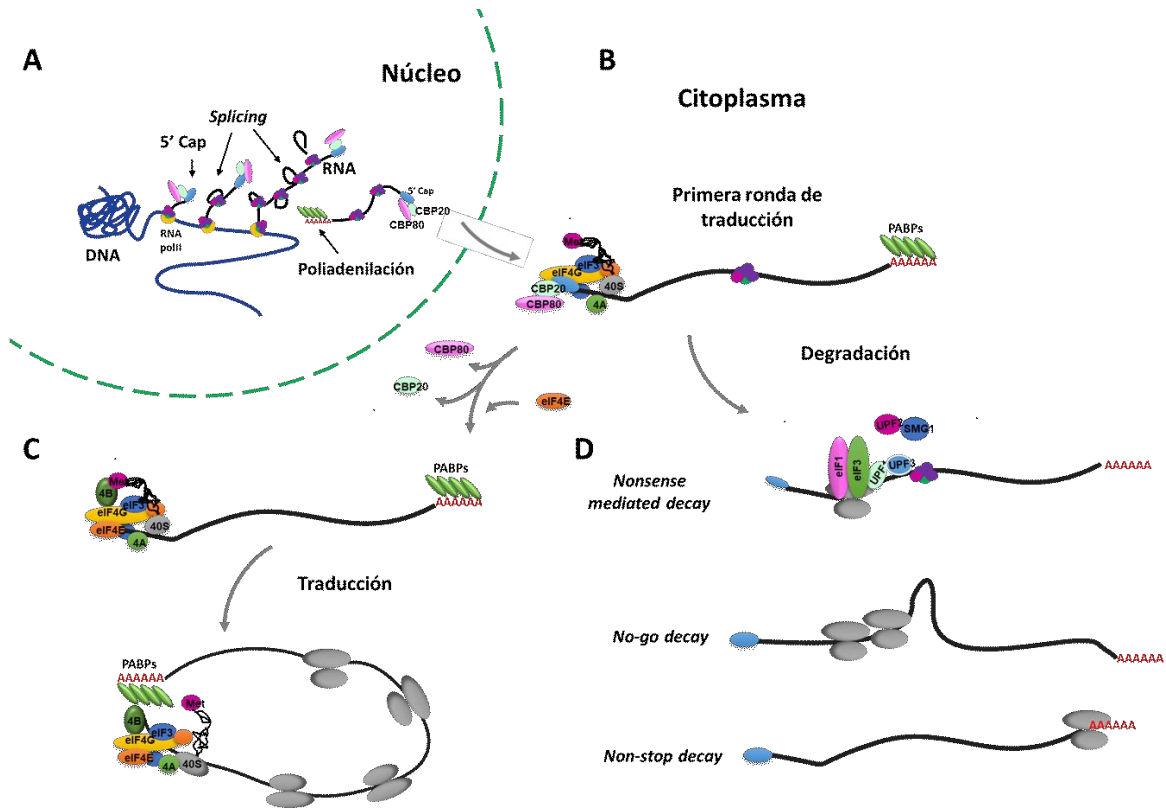 A
Núcleo
Splicing
5' Cap
RNA
DNA
RNA
polII
AAAAAA
5' Cap
CBP20
CBP80
Poliadenilación
B
Citoplasma
Primera ronda de
traducción
PABPs
AAAAAA
Met
eIF3
eIF4G
CBP20
40S
CBP80
4A
Degradación
CBP80
CBP20
eIF4E
C
PABPs
AAAAAA
Met
4B
eIF3
eIF4G
40S
eIF4E
4A
Traducción
PABPs
AAAAAA
Met
4B
eIF3
eIF4G
eIF4E
4A
40S
D
UPF2
SMG1
eIF1
eIF3
UPF1
UPF3
AAAAAA
Nonsense
mediated decay
No-go decay
AAAAAA
Non-stop decay
AAAAAA